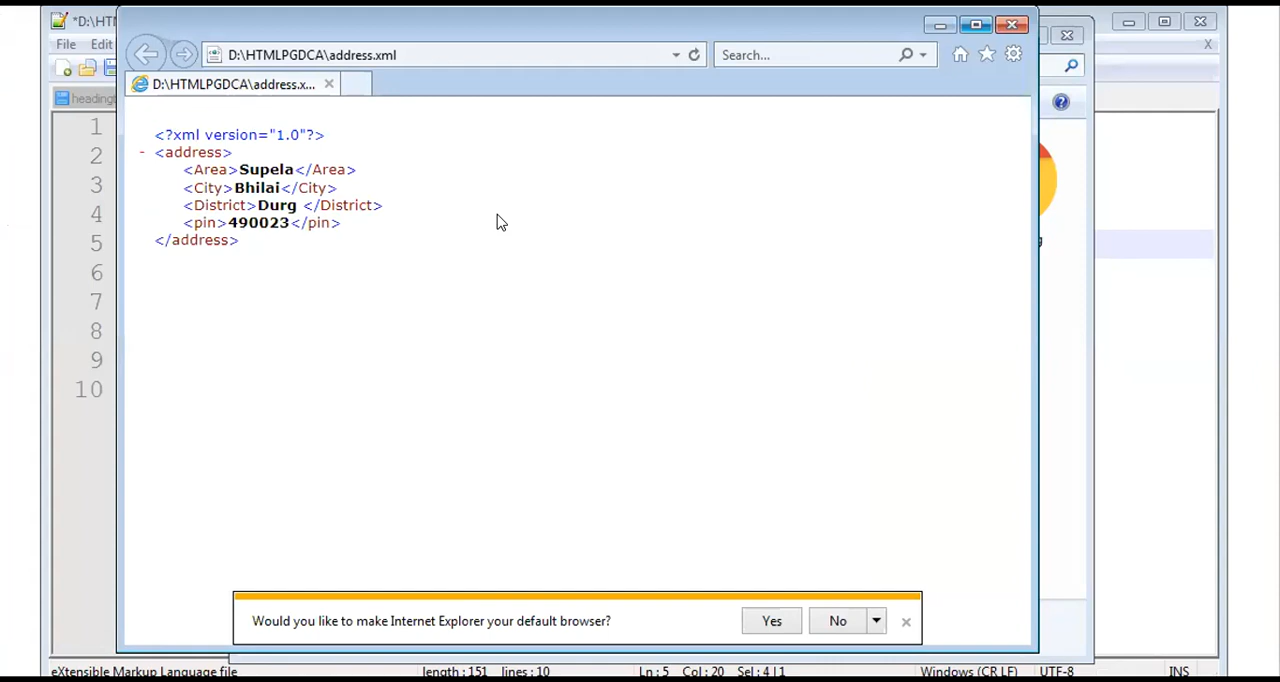 *D:\HTM
File Edit
D:\HTMLPGDCA\address.xml
Search...
D:\HTMLPGDCA\address.x...
heading
X
1
2
3
4
5
6
7
8
9
10
<?xml version="1.0"?>
- <address>
<Area>Supela</Area>
<City>Bhilai</City>
<District>Durg </District>
<pin>490023</pin>
</address>
Would you like to make Internet Explorer your default browser?
Yes
No
eXtensible Markup Language file length : 151 lines : 10 Ln : 5 Col : 20 Sel : 4 | 1 Windows (CR LF) UTF-8 INS